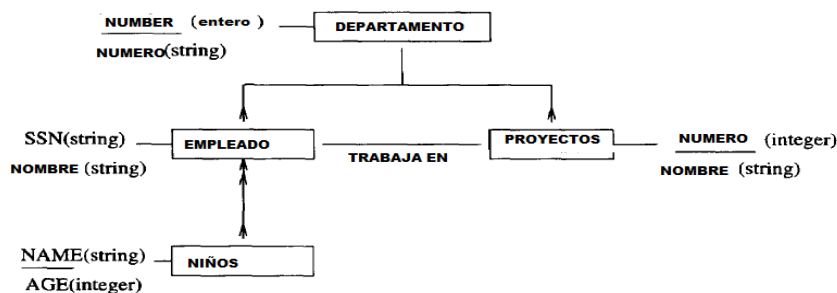 NUMBER (entero )
DEPARTAMENTO
NUMERO(string)
SSN(string)
EMPLEADO
TRABAJA EN
PROYECTOS
NUMERO (integer)
NOMBRE (string)
NOMBRE (string)
NAME(string)
NIÑOS
AGE(integer)